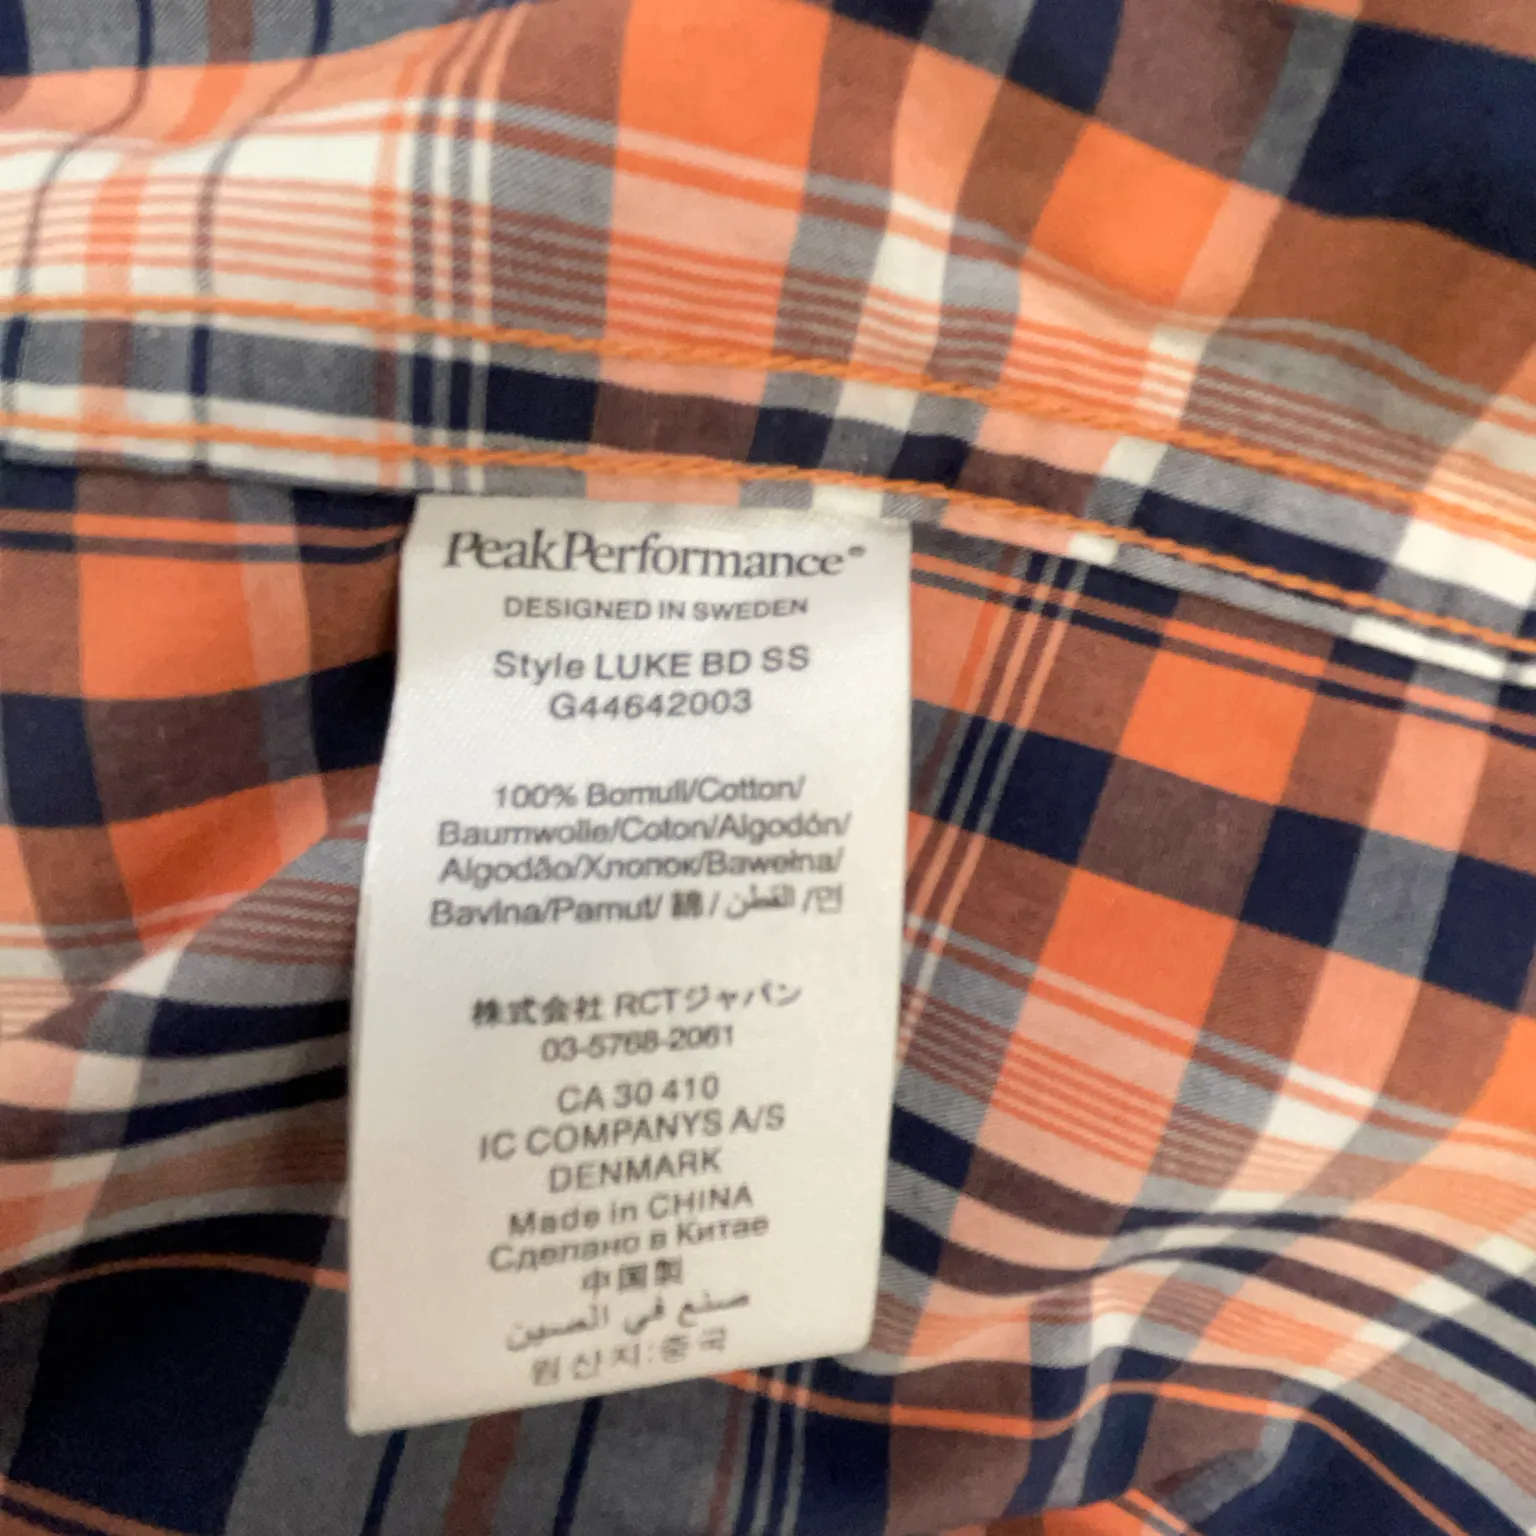 PeakPerformance®
DESIGNED IN SWEDEN
Style LUKE BD SS
G44642003
100% Bomull/Cotton/
Baumwolle/Coton/Algodón/
Algodão/Хлопок/Bawełna/
Bavlna/Pamut/ 綿 / القطن /면
株式会社 RCTジャパン
03-5768-2061
CA 30 410
IC COMPANYS A/S
DENMARK
Made in CHINA
Сделано в Китае
中国製
صنع في الصين
원산지:중국